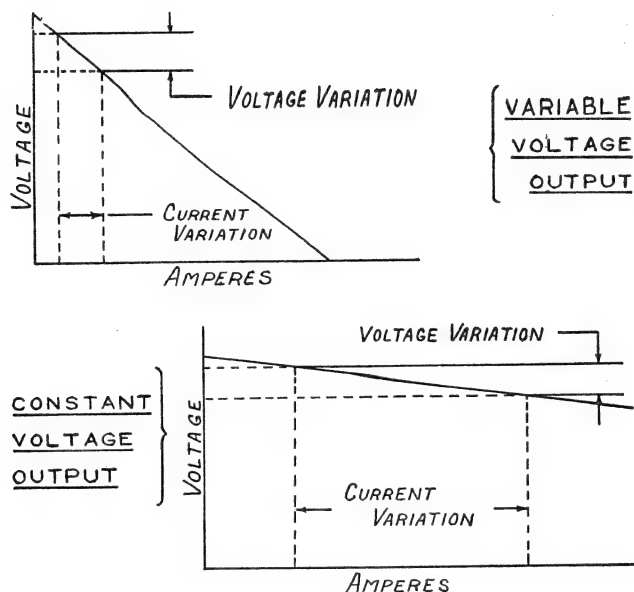 VOLTAGE
VOLTAGE VARIATION
CURRENT
VARIATION
AMPERES
VARIABLE
VOLTAGE
OUTPUT
CONSTANT
VOLTAGE
OUTPUT
VOLTAGE
VOLTAGE VARIATION
CURRENT
VARIATION
AMPERES